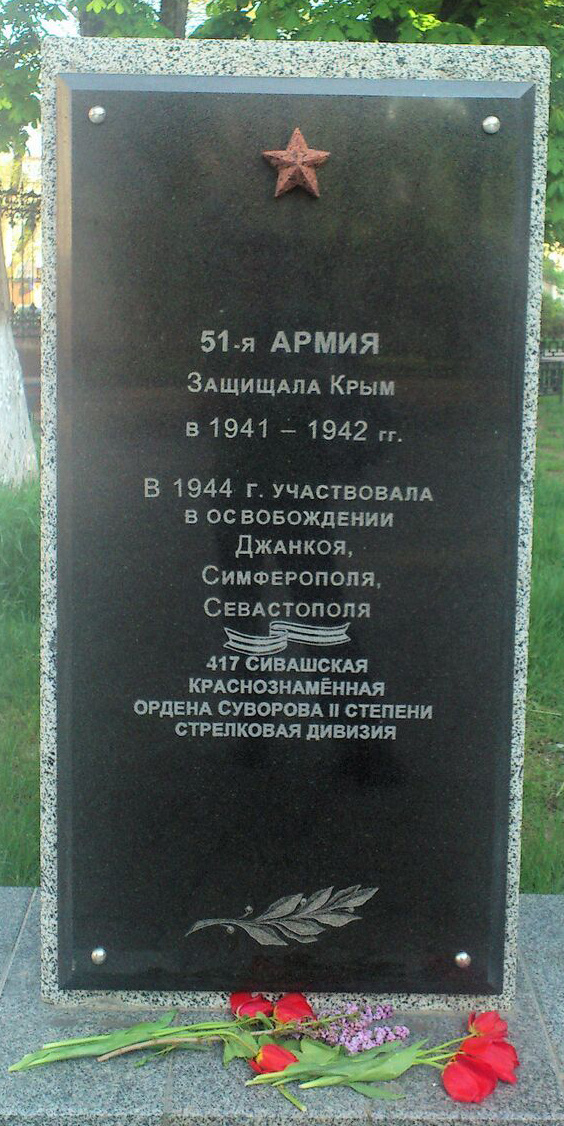 51-я АРМИЯ
Защищала Крым
в 1941 – 1942 гг.
В 1944 г. участвовала
в освобождении
Джанкоя,
Симферополя,
Севастополя
417 СИВАШСКАЯ
КРАСНОЗНАМЁННАЯ
ОРДЕНА СУВОРОВА II СТЕПЕНИ
СТРЕЛКОВАЯ ДИВИЗИЯ